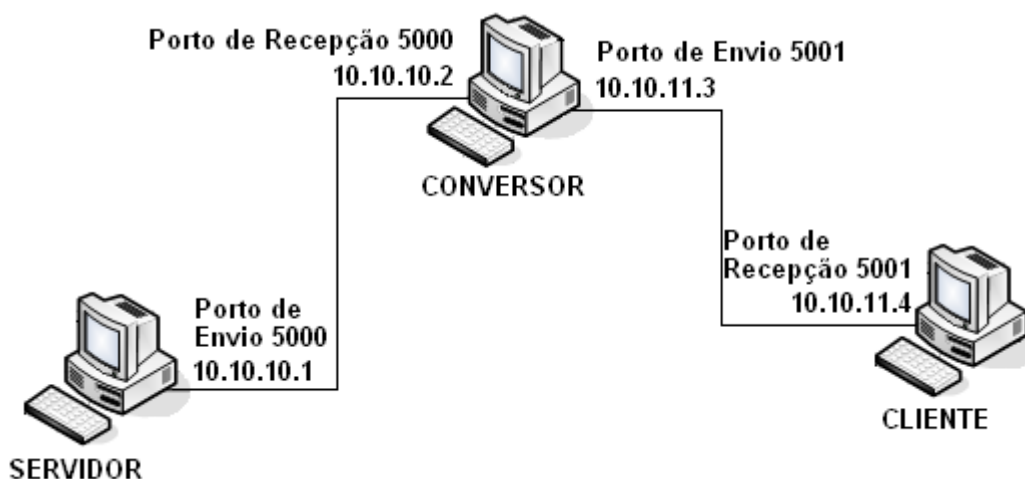 Porto de Recepção 5000
10.10.10.2
Porto de Envio 5001
10.10.11.3
CONVERSOR
Porto de
Recepção 5001
10.10.11.4
CLIENTE
Porto de
Envio 5000
10.10.10.1
SERVIDOR